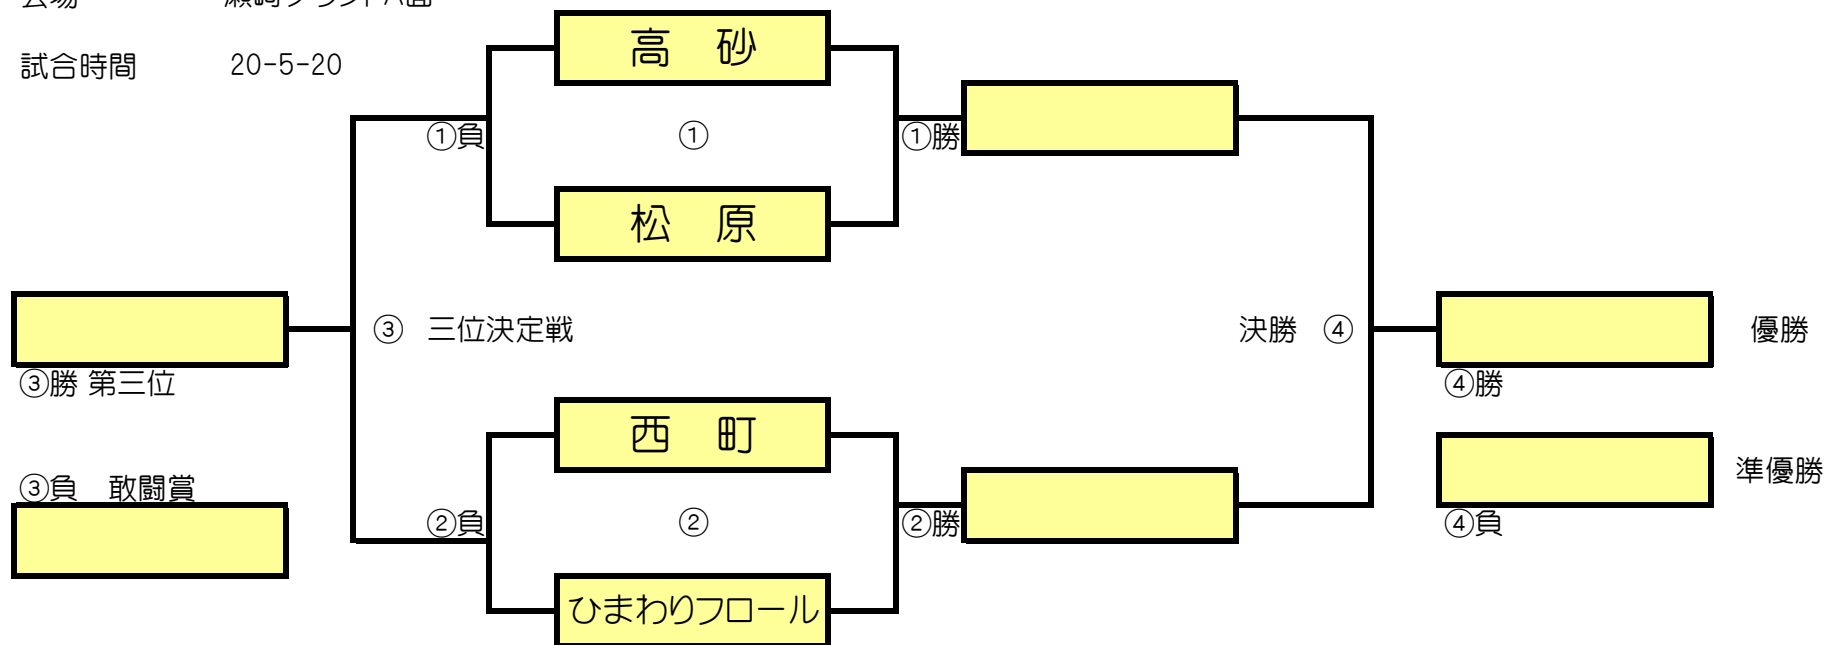 試合時間 20-5-20
高 砂
①負 ① ①勝
松 原
③ 三位決定戦 決勝 ④ 優勝
③勝 第三位 ④勝
西 町
準優勝
③負 敢闘賞
②負 ② ②勝 ④負
ひまわりフロール